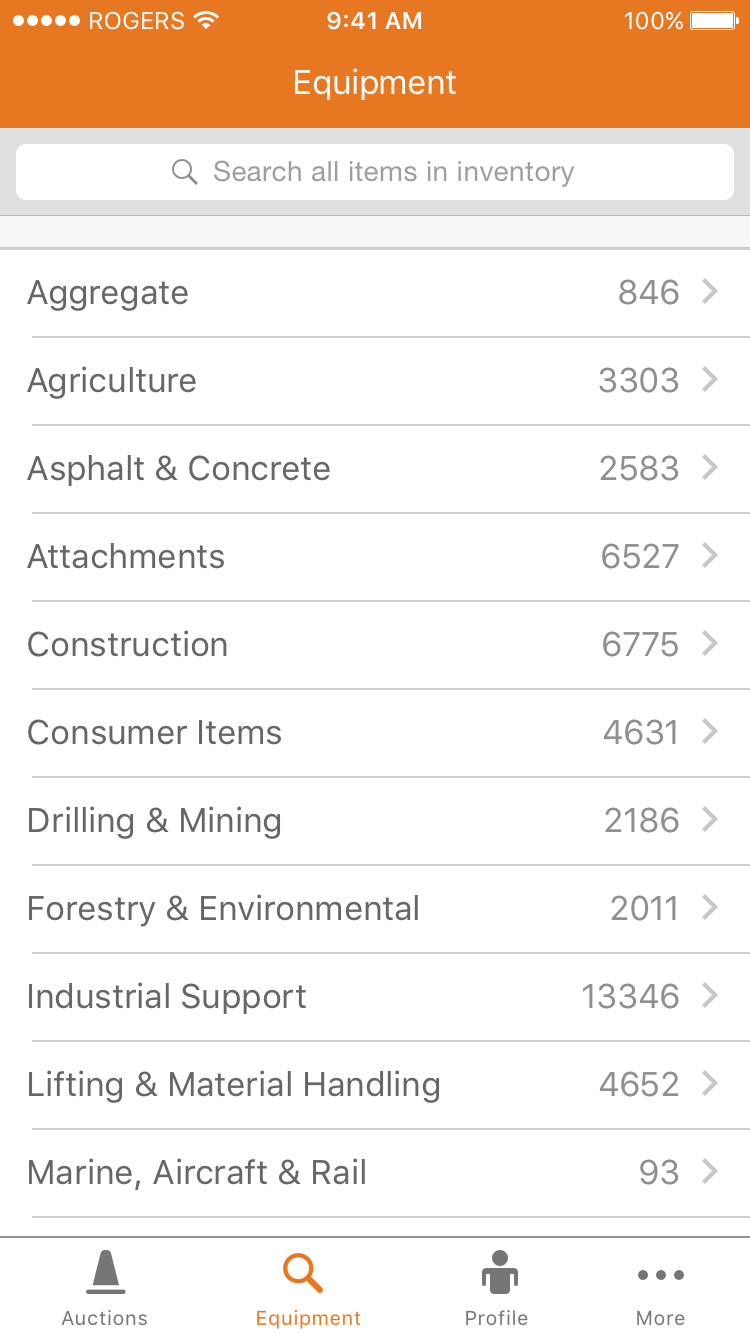 ROGERS 9:41 AM 100%
Equipment
Search all items in inventory
Aggregate 846
Agriculture 3303
Asphalt & Concrete 2583
Attachments 6527
Construction 6775
Consumer Items 4631
Drilling & Mining 2186
Forestry & Environmental 2011
Industrial Support 13346
Lifting & Material Handling 4652
Marine, Aircraft & Rail 93
Auctions Equipment Profile More